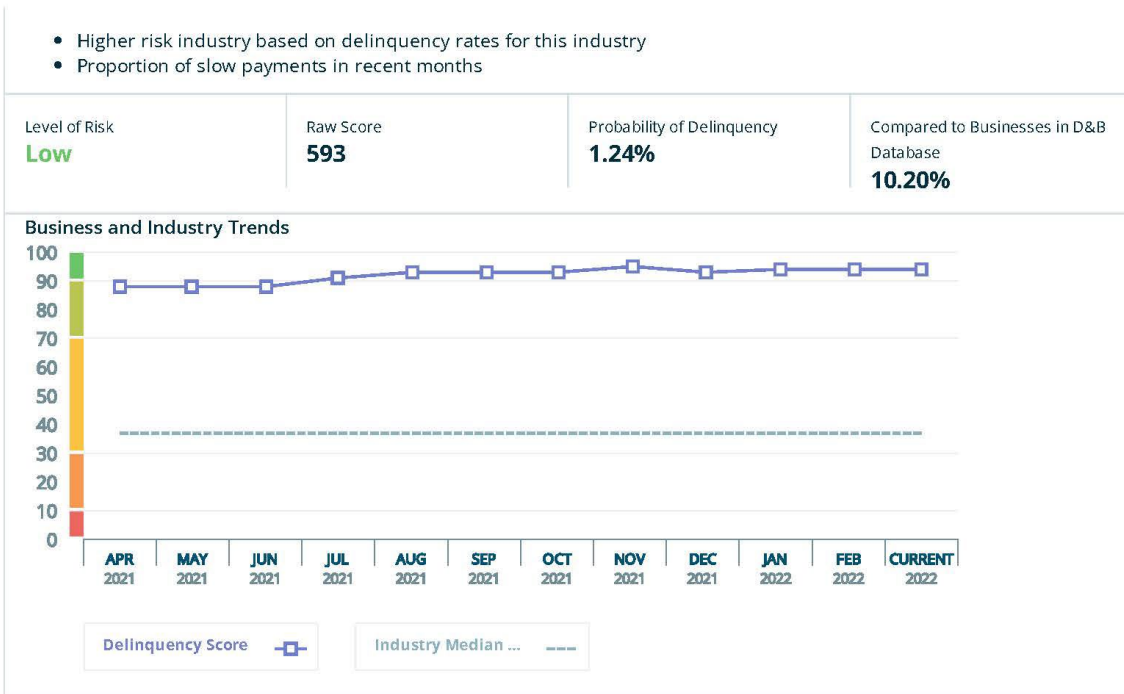 Higher risk industry based on delinquency rates for this industry
Proportion of slow payments in recent months
Level of Risk
Low
Raw Score
593
Probability of Delinquency
1.24%
Compared to Businesses in D&B
Database
10.20%
Business and Industry Trends
100
90
80
70
60
50
40
30
20
10
0
APR
2021
MAY
2021
JUN
2021
JUL
2021
AUG
2021
SEP
2021
OCT
2021
NOV
2021
DEC
2021
JAN
2022
FEB
2022
CURRENT
2022
Delinquency Score
Industry Median ...